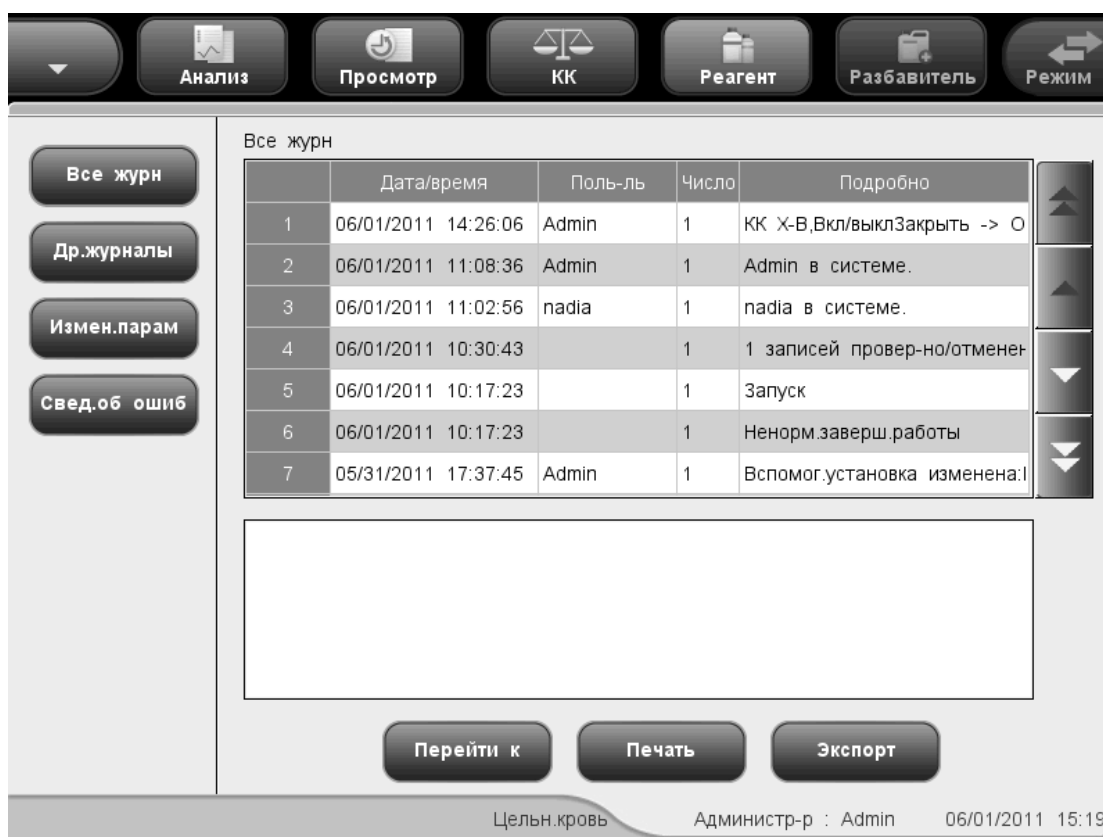 Анализ Просмотр КК Реагент Разбавитель Режим
Все журн
Все журн
Др.журналы
Измен.парам
Свед.об ошиб
Дата/время Поль-ль Число Подробно
1 06/01/2011 14:26:06 Admin 1 КК X-B,Вкл/выклЗакрыть -> О
2 06/01/2011 11:08:36 Admin 1 Admin в системе.
3 06/01/2011 11:02:56 nadia 1 nadia в системе.
4 06/01/2011 10:30:43 1 1 записей провер-но/отменен
5 06/01/2011 10:17:23 1 Запуск
6 06/01/2011 10:17:23 1 Ненорм.заверш.работы
7 05/31/2011 17:37:45 Admin 1 Вспомог.установка изменена:
Перейти к Печать Экспорт
Цельн.кровь Администр-р : Admin 06/01/2011 15:19